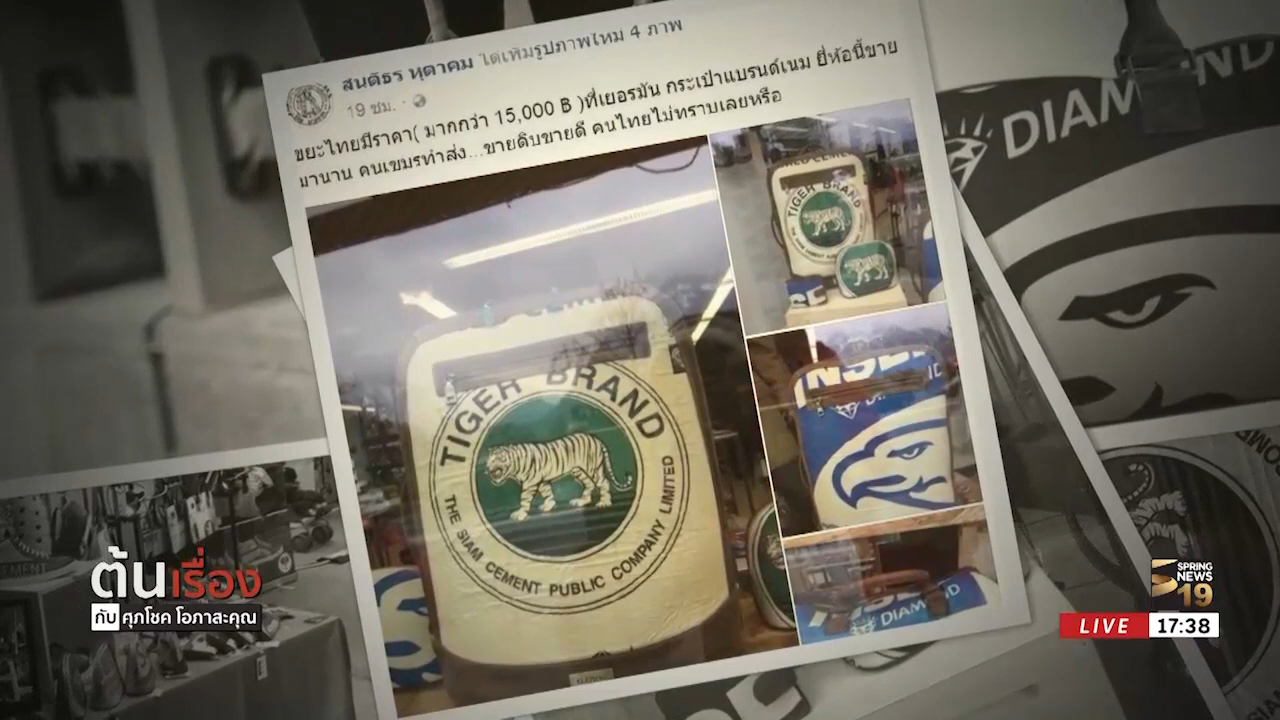 สนติธร หุตาคม ได้เพิ่มรูปภาพใหม่ 4 ภาพ
19 ชม.
ขยะไทยมีราคา( มากกว่า 15,000 ฿ )ที่เยอรมัน กระเป๋าแบรนด์เนม ยี่ห้อนี้ขาย
มานาน คนเขมรทำส่ง...ขายดิบขายดี คนไทยไม่ทราบเลยหรือ
TIGER BRAND
THE SIAM CEMENT PUBLIC COMPANY LIMITED
TIGER BRAND
INSE
DIAMOND
DIAM
ND
CEMENT
ต้นเรื่อง
กับ ศุภโชค โอภาสะคุณ
SPRING
NEWS
19
LIVE 17:38